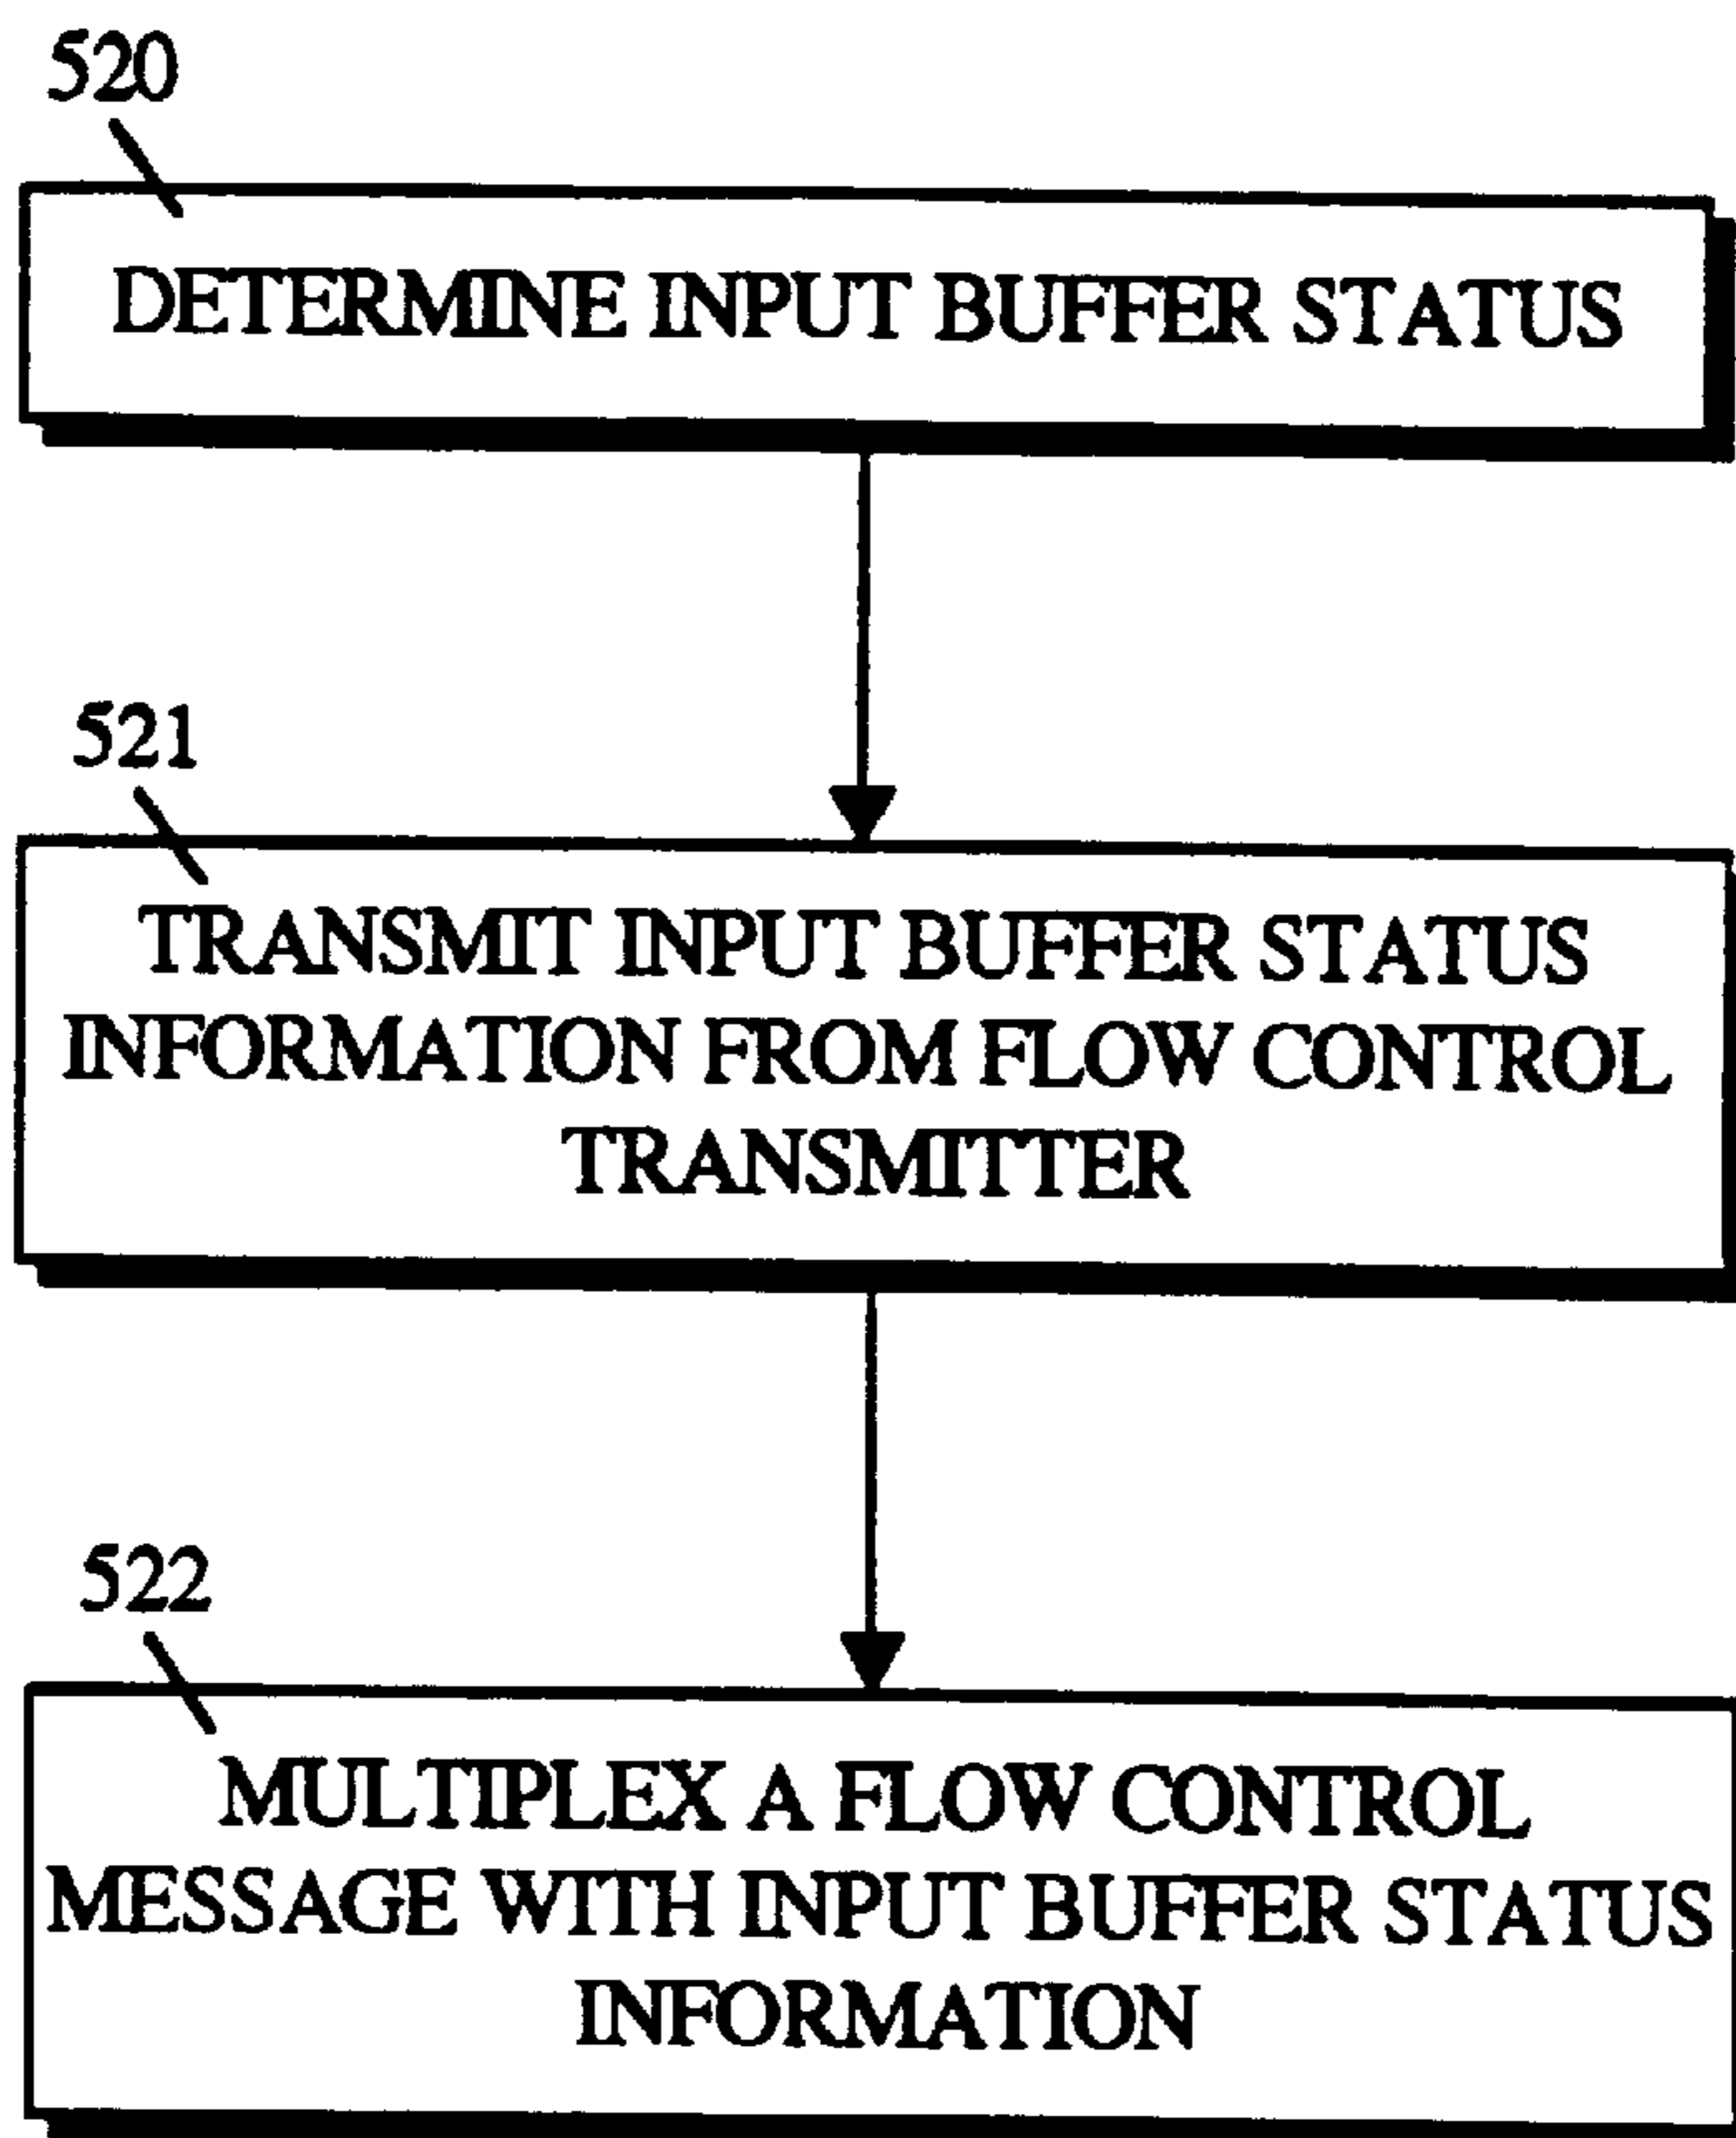 520
DETERMINE INPUT BUFFER STATUS
521
TRANSMIT INPUT BUFFER STATUS
INFORMATION FROM FLOW CONTROL
TRANSMITTER
522
MULTIPLEX A FLOW CONTROL
MESSAGE WITH INPUT BUFFER STATUS
INFORMATION